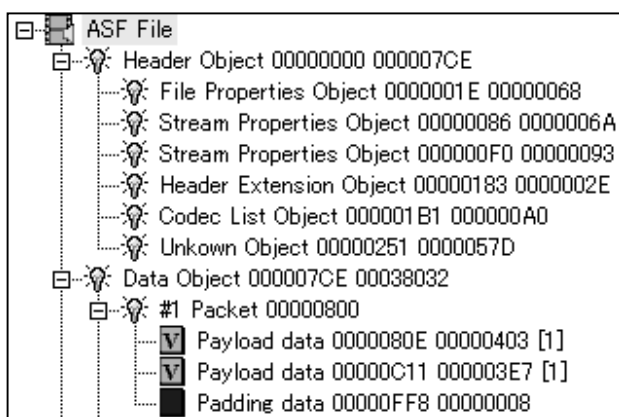 ASF File
Header Object 00000000 000007CE
File Properties Object 0000001E 00000068
Stream Properties Object 00000086 0000006A
Stream Properties Object 000000F0 00000093
Header Extension Object 00000183 0000002E
Codec List Object 000001B1 000000A0
Unkown Object 00000251 0000057D
Data Object 000007CE 00038032
#1 Packet 00000800
V Payload data 0000080E 00000403 [1]
V Payload data 00000C11 000003E7 [1]
Padding data 00000FF8 00000008